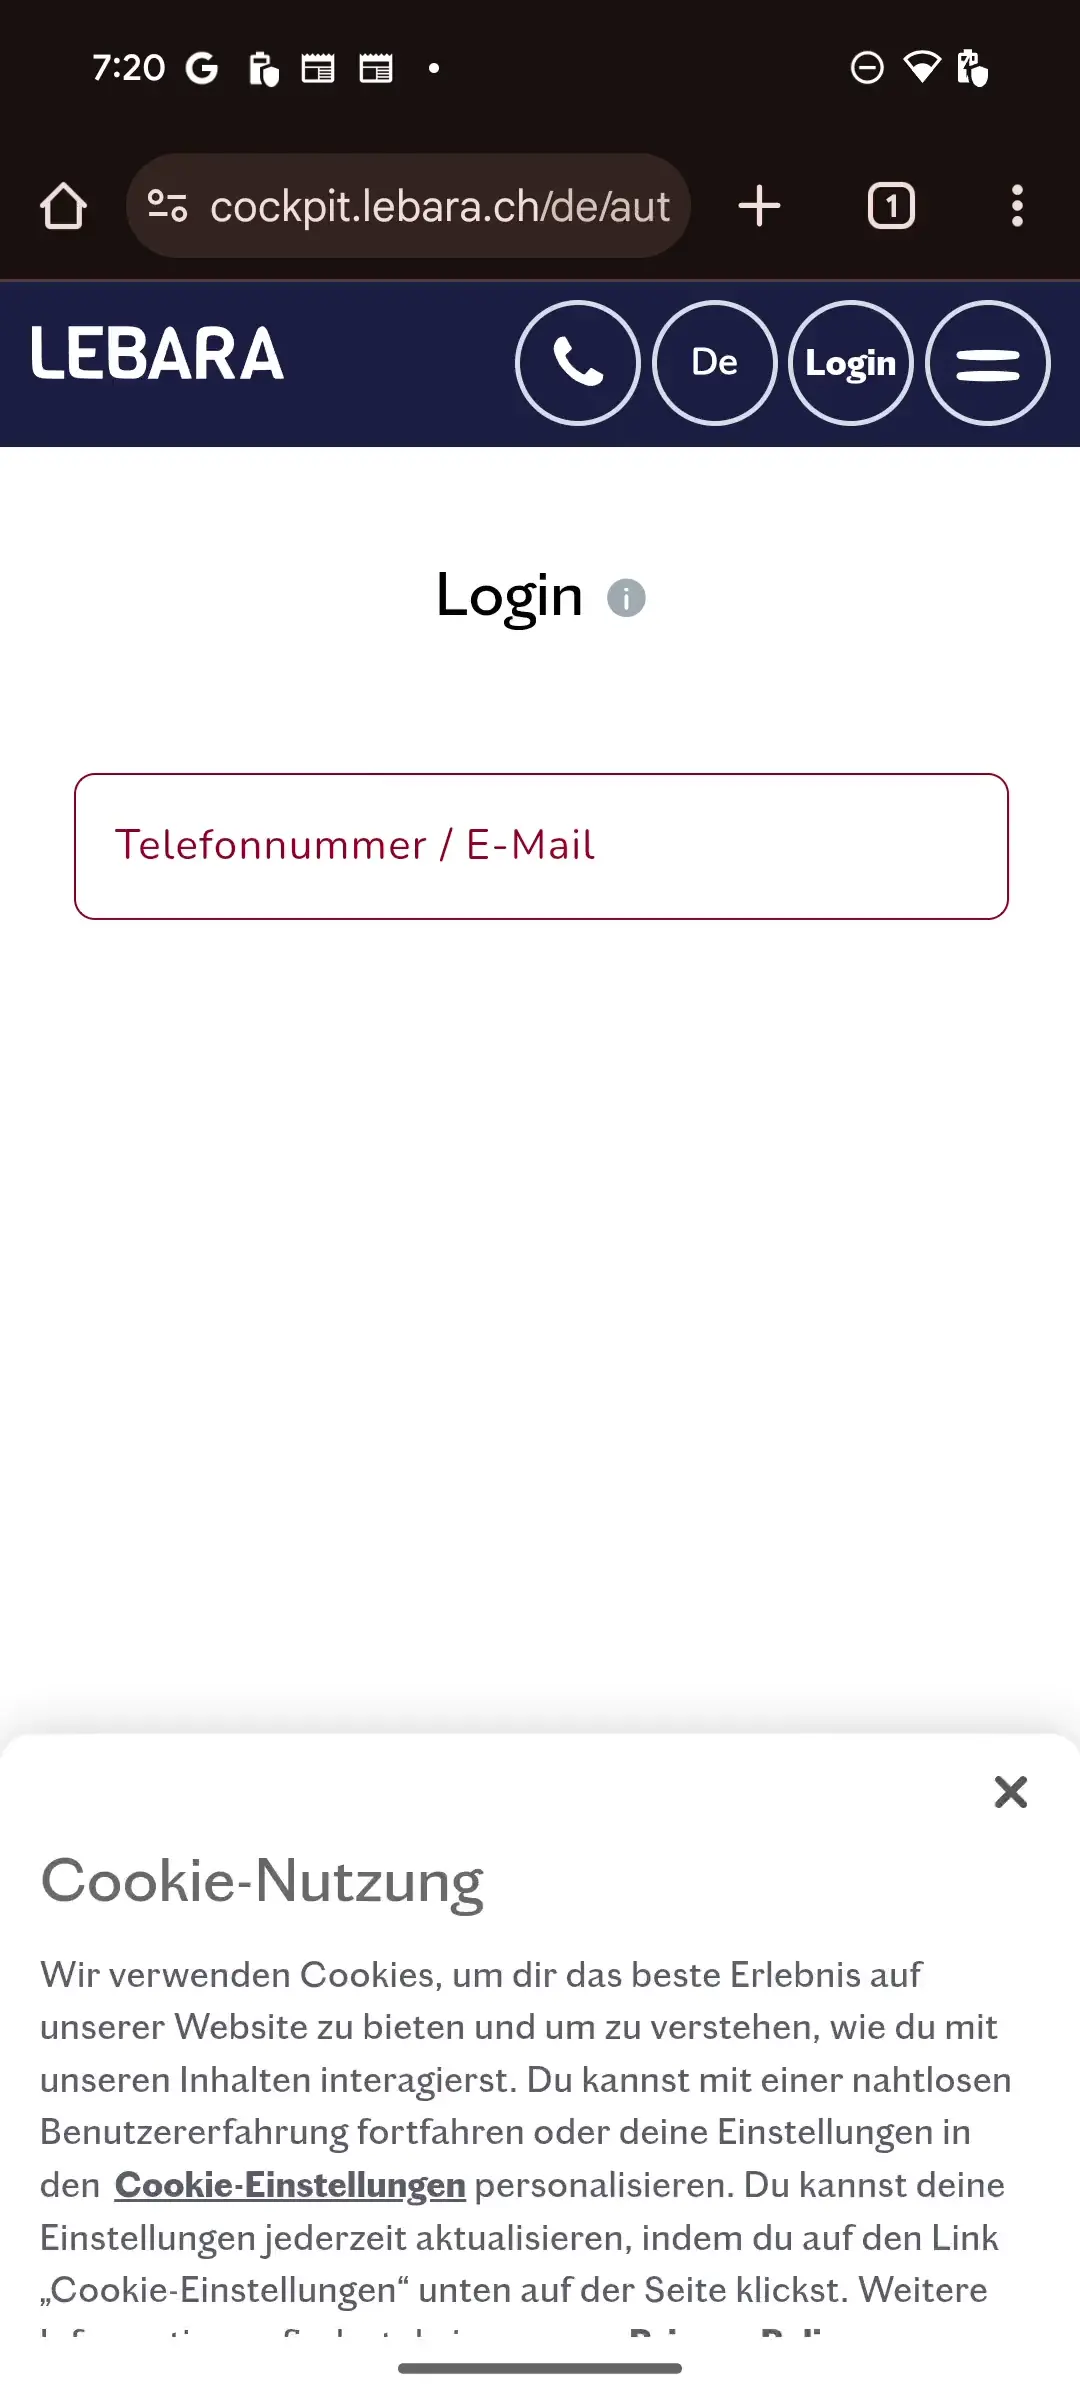 7:20
cockpit.lebara.ch/de/aut
1
LEBARA
De
Login
Login
Telefonnummer / E-Mail
Cookie-Nutzung
Wir verwenden Cookies, um dir das beste Erlebnis auf
unserer Website zu bieten und um zu verstehen, wie du mit
unseren Inhalten interagierst. Du kannst mit einer nahtlosen
Benutzererfahrung fortfahren oder deine Einstellungen in
den Cookie-Einstellungen personalisieren. Du kannst deine
Einstellungen jederzeit aktualisieren, indem du auf den Link
„Cookie-Einstellungen“ unten auf der Seite klickst. Weitere